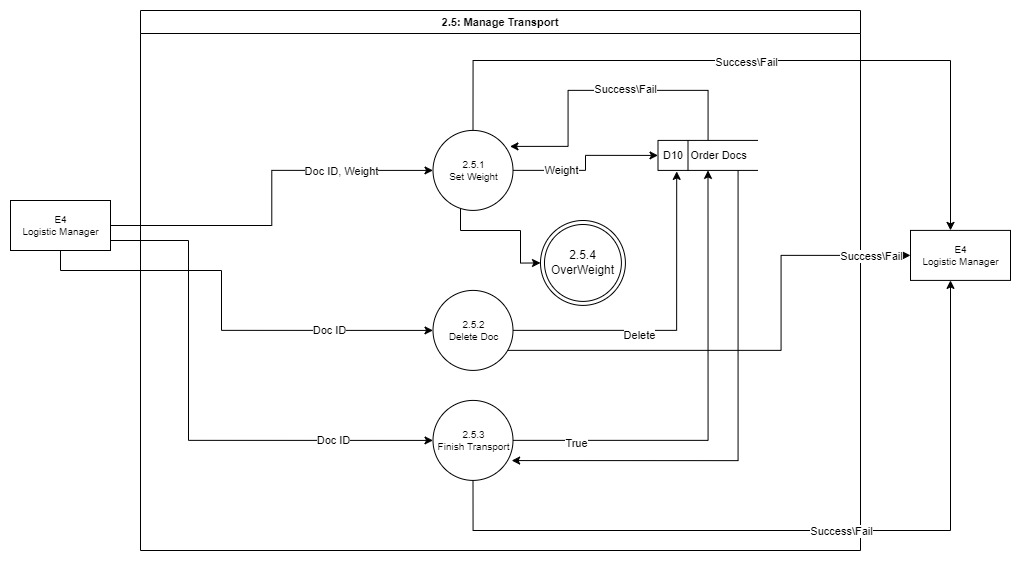 2.5: Manage Transport
Success\Fail
Success\Fail
D10
Order Docs
2.5.1
Set Weight
Doc ID, Weight
Weight
E4
Logistic Manager
2.5.4
OverWeight
E4
Logistic Manager
Success\Fail
2.5.2
Delete Doc
Doc ID
Delete
2.5.3
Finish Transport
Doc ID
True
Success\Fail